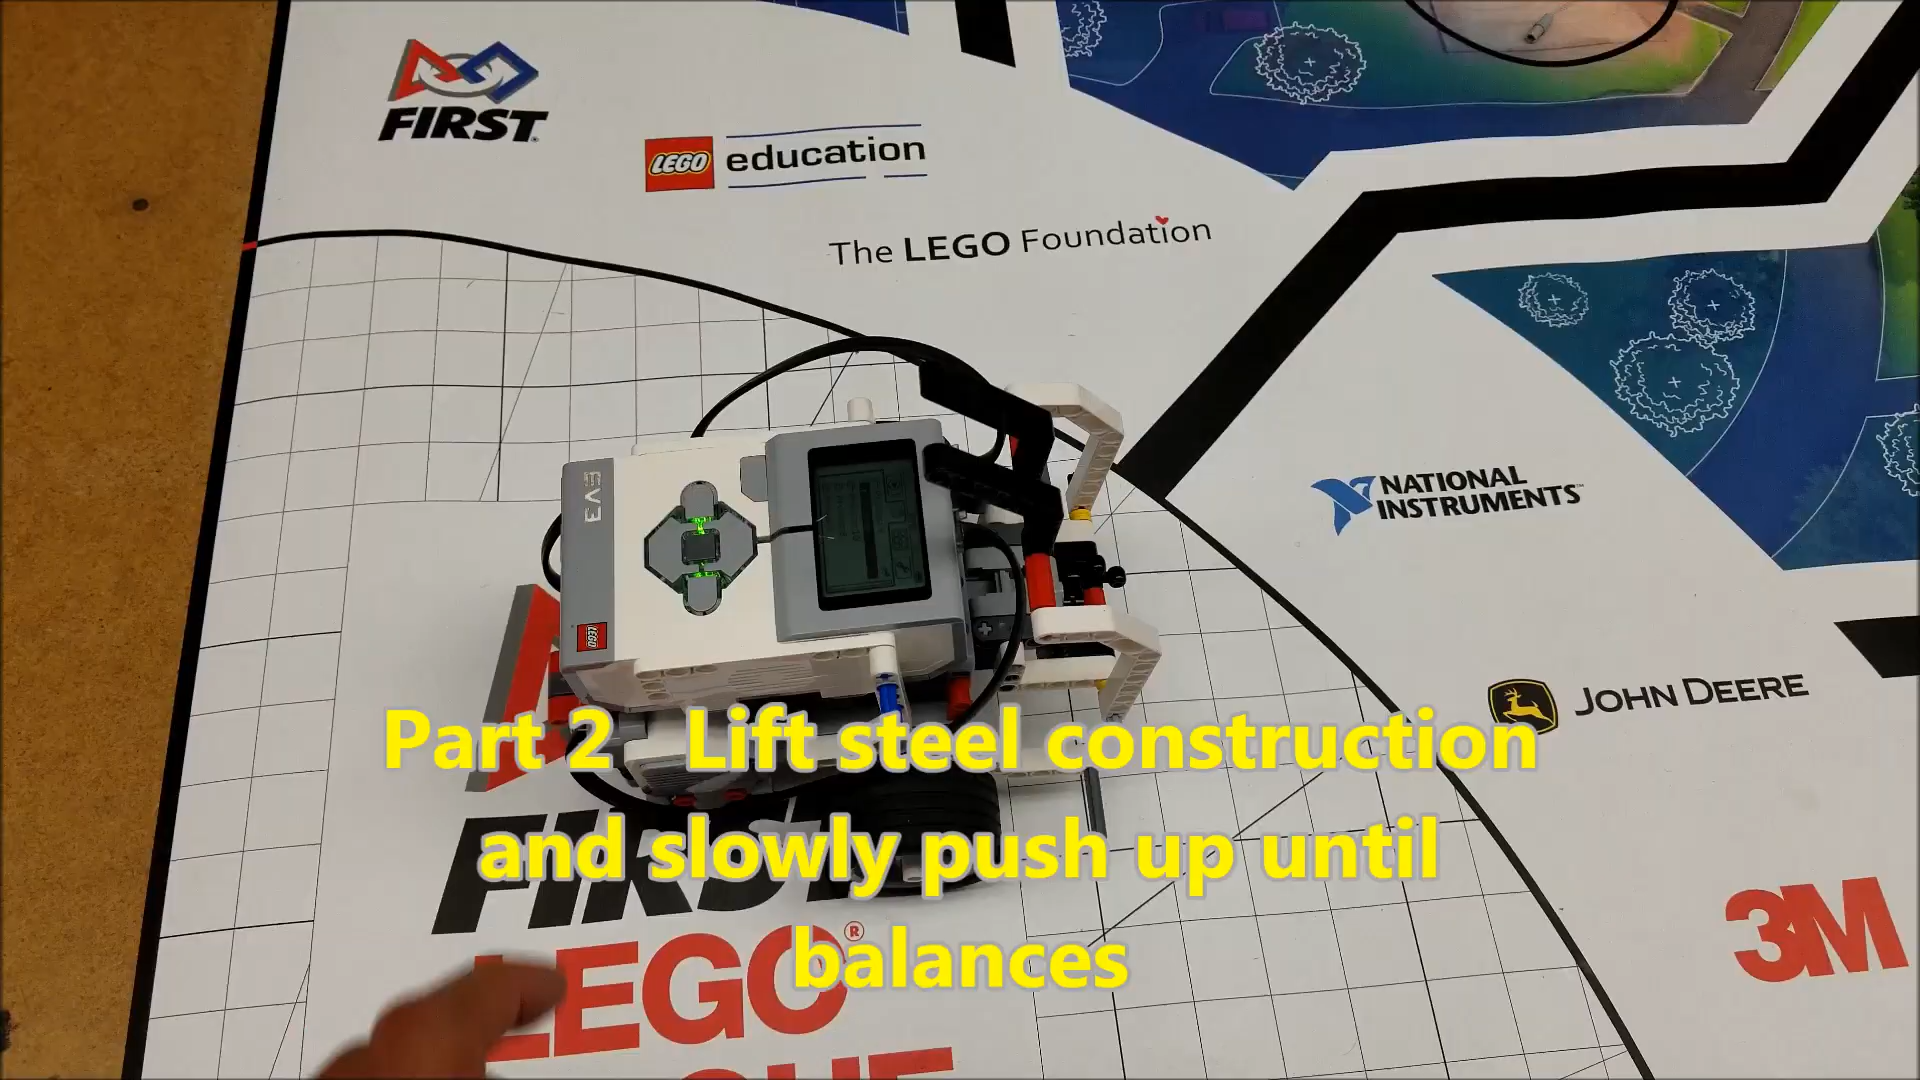 FIRST
LEGO education
The LEGO Foundation
EV3
NATIONAL
INSTRUMENTS™
LEGO
JOHN DEERE
Part 2 Lift steel construction
and slowly push up until
balances
FIRST
LEGO®
3M